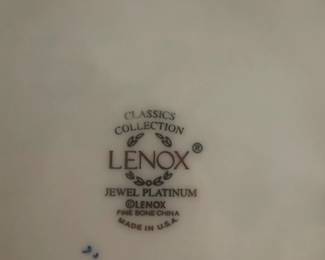 CLASSICS
COLLECTION
LENOX®
JEWEL PLATINUM
©LENOX
FINE BONE CHINA
MADE IN U.S.A.